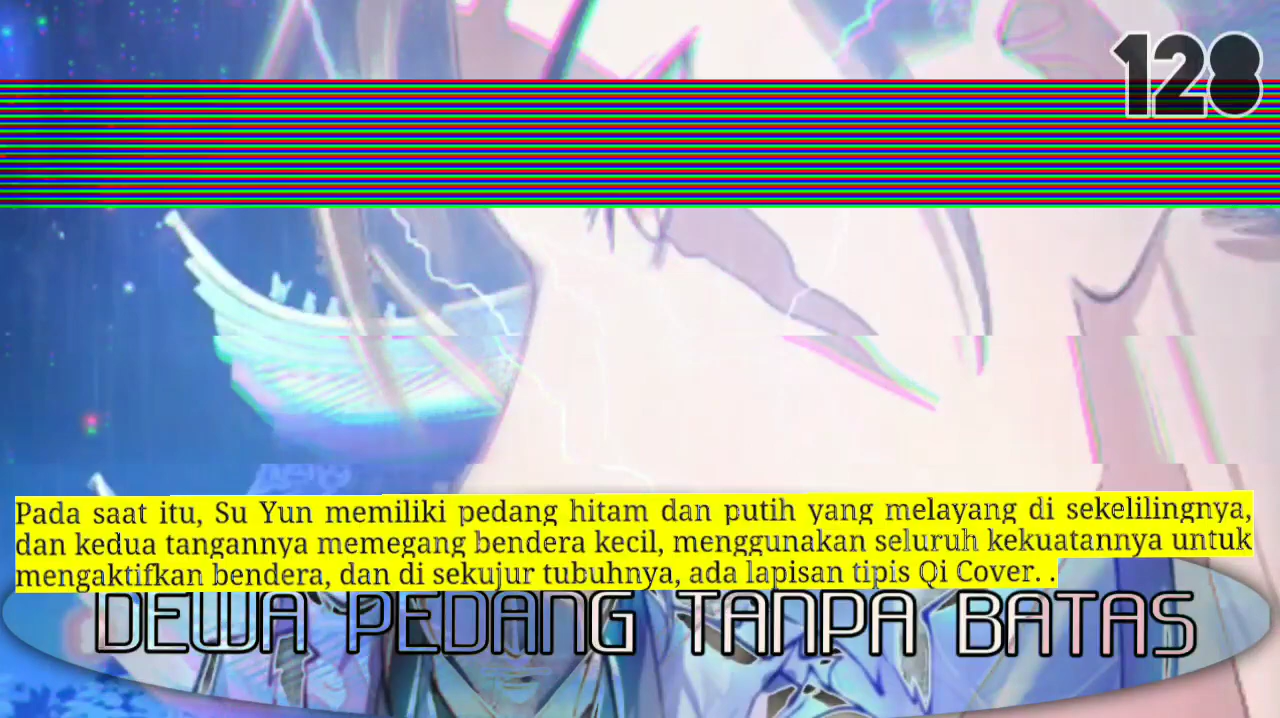 128
Pada saat itu, Su Yun memiliki pedang hitam dan putih yang melayang di sekelilingnya,
dan kedua tangannya memegang bendera kecil, menggunakan seluruh kekuatannya untuk
mengaktifkan bendera, dan di sekujur tubuhnya, ada lapisan tipis Qi Cover. .
DEWA PEDANG TANPA BATAS